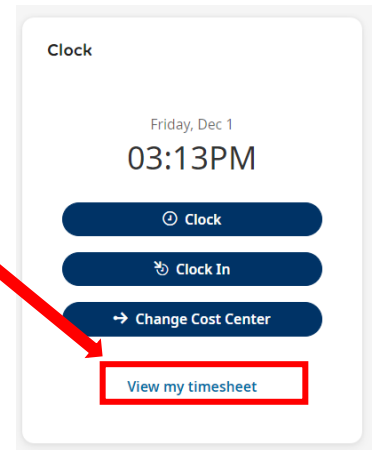 Clock
Friday, Dec 1
03:13PM
Clock
Clock In
Change Cost Center
View my timesheet